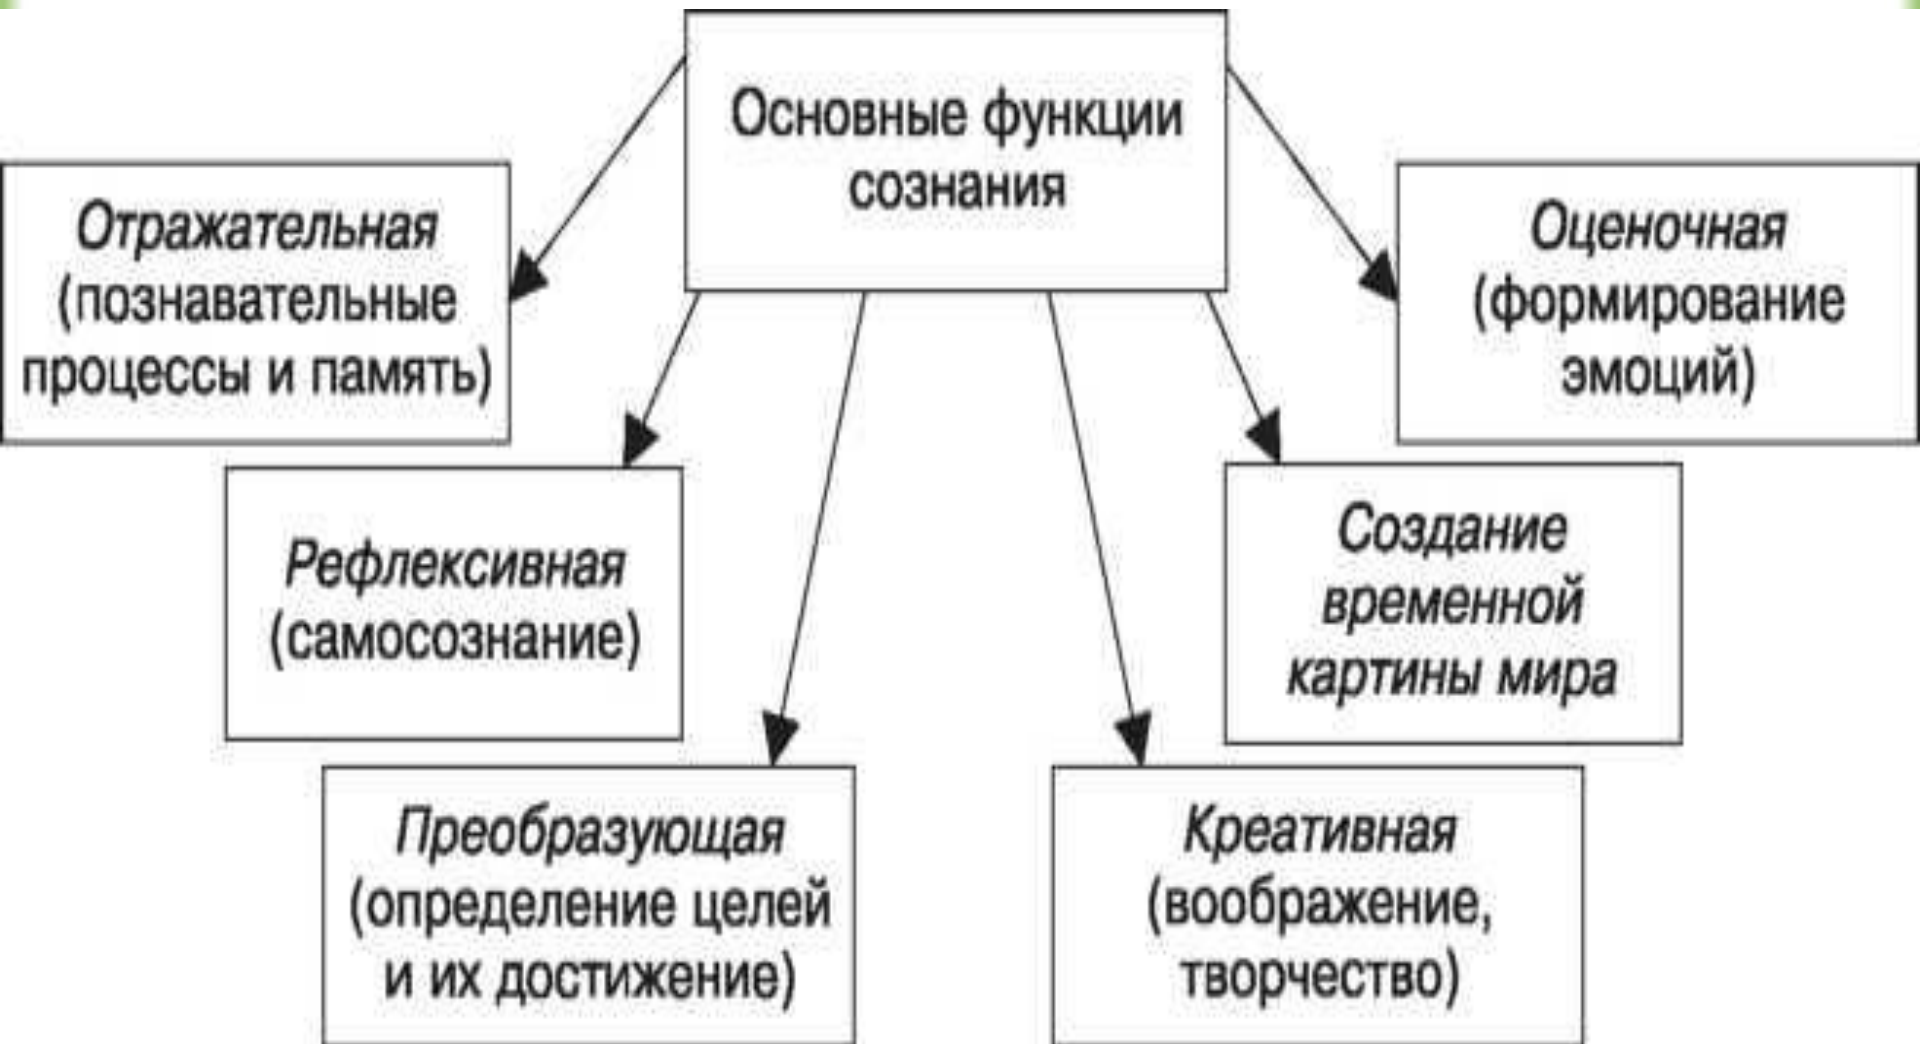 Основные функции
сознания
Отражательная
(познавательные
процессы и память)
Оценочная
(формирование
эмоций)
Рефлексивная
(самосознание)
Создание
временной
картины мира
Преобразующая
(определение целей
и их достижение)
Креативная
(воображение,
творчество)